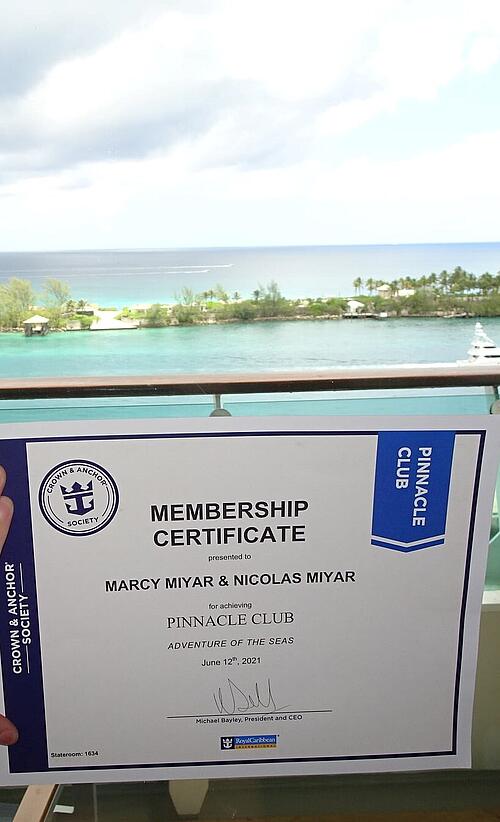 CROWN & ANCHOR
SOCIETY
PINNACLE
CLUB
MEMBERSHIP
CERTIFICATE
presented to
MARCY MIYAR & NICOLAS MIYAR
for achieving
PINNACLE CLUB
ADVENTURE OF THE SEAS
June 12th, 2021
Michael Bayley, President and CEO
RoyalCaribbean
INTERNATIONAL
Stateroom: 1634
CROWN & ANCHOR
SOCIETY